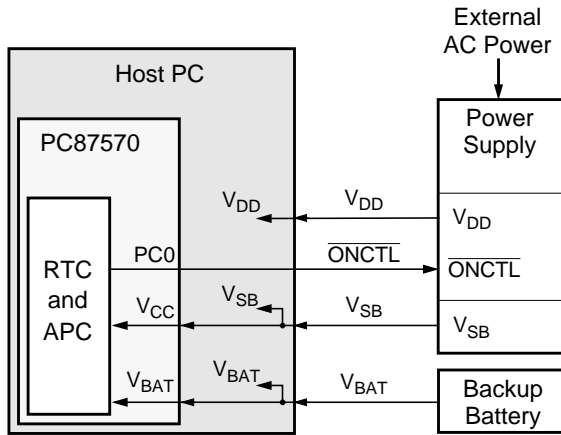 External
AC Power
Host PC
Power
Supply
PC87570
V_DD
V_DD
V_DD
PC0
ONCTL
ONCTL
RTC
and
APC
V_CC
V_SB
V_SB
V_SB
V_BAT
V_BAT
V_BAT
Backup
Battery